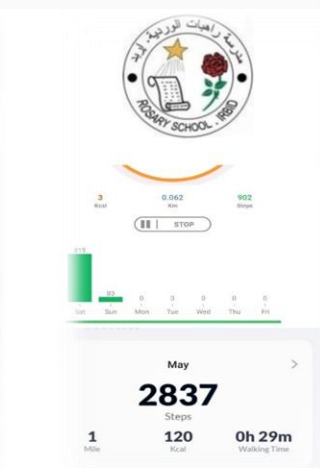 مدرسة راهبات الوردية - إربد
ROSARY SCHOOL - IRBID
3 0.062 902
Kcal Km Steps
STOP
0 0 0 0 0
Sat Sun Mon Tue Wed Thu Fri
May
2837
Steps
1 120 0h 29m
Mile Kcal Walking Time